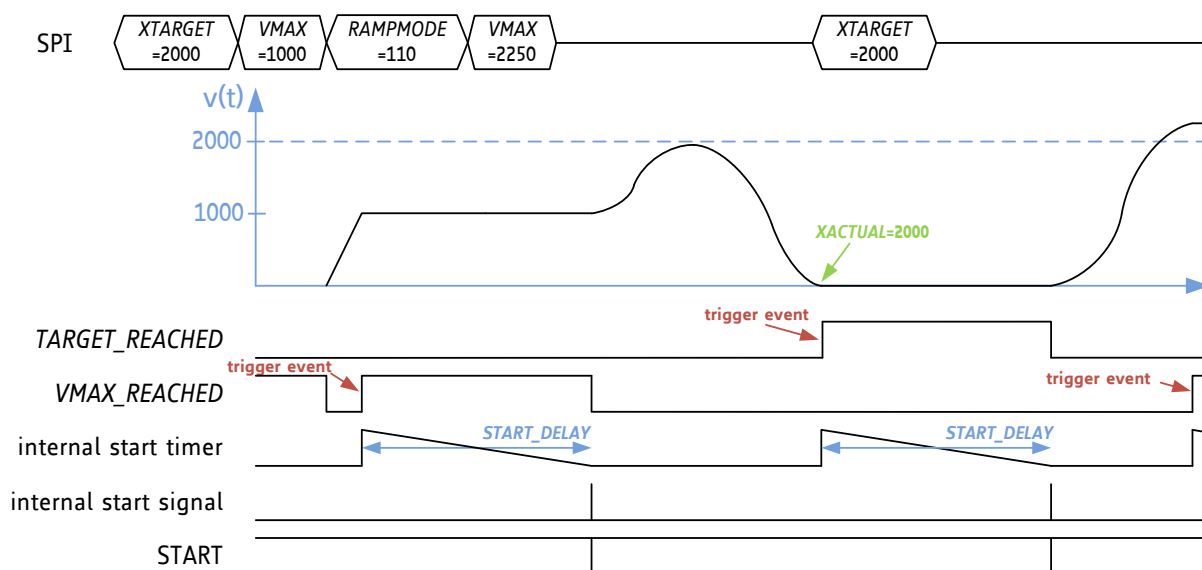 SPI
XTARGET
=2000
VMAX
=1000
RAMPMODE
=110
VMAX
=2250
XTARGET
=2000
v(t)
2000
1000
XACTUAL=2000
trigger event
TARGET_REACHED
trigger event
trigger event
VMAX_REACHED
START_DELAY
START_DELAY
internal start timer
internal start signal
START